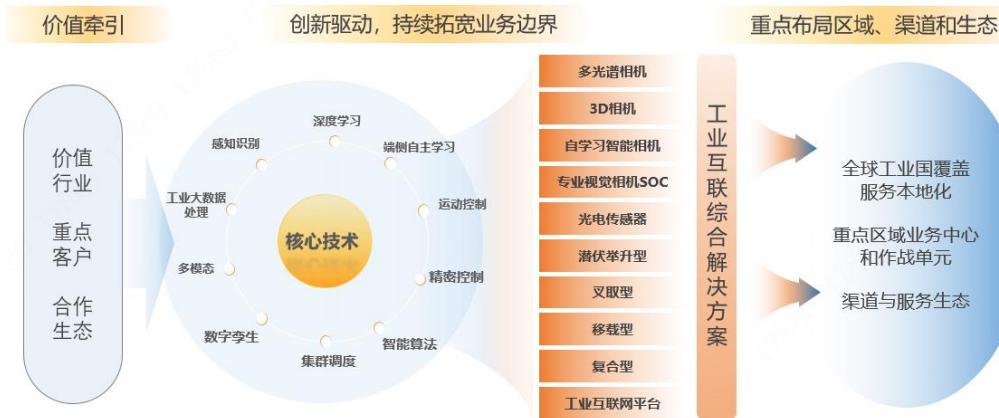 价值牵引
创新驱动，持续拓宽业务边界
重点布局区域、渠道和生态
价值
行业
重点
客户
合作
生态
深度学习
感知识别
端侧自主学习
工业大数据
处理
运动控制
核心技术
多模态
精密控制
数字孪生
智能算法
集群调度
多光谱相机
3D相机
自学习智能相机
专业视觉相机SOC
光电传感器
潜伏举升型
叉取型
移载型
复合型
工业互联网平台
工业互联综合解决方案
全球工业国覆盖
服务本地化
重点区域业务中心
和作战单元
渠道与服务生态